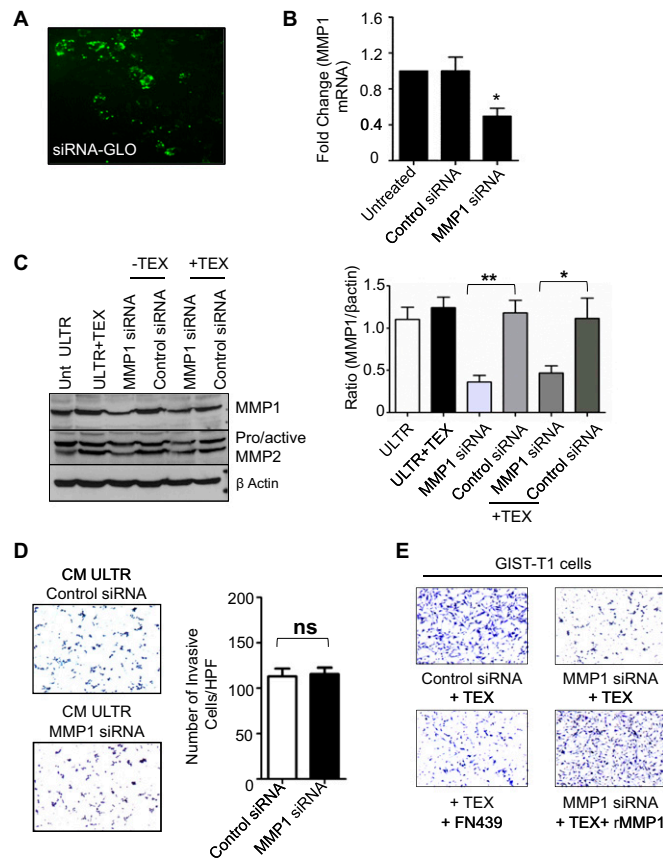 A
siRNA-GLO
B
Fold Change (MMP1
mRNA)
1.6
1.2
0.8
0.4
0
*
Untreated
Control siRNA
MMP1 siRNA
C
-TEX
+TEX
Unt ULTR
ULTR+TEX
MMP1 siRNA
Control siRNA
MMP1 siRNA
Control siRNA
MMP1
Pro/active
MMP2
β Actin
Ratio (MMP1/βactin)
1.5
1.0
0.5
0
**
*
ULTR
ULTR+TEX
MMP1 siRNA
Control siRNA
MMP1 siRNA
Control siRNA
+TEX
D
CM ULTR
Control siRNA
CM ULTR
MMP1 siRNA
Number of Invasive
Cells/HPF
200
150
100
50
0
ns
Control siRNA
MMP1 siRNA
E
GIST-T1 cells
Control siRNA
+ TEX
MMP1 siRNA
+ TEX
+ TEX
+ FN439
MMP1 siRNA
+ TEX+ rMMP1